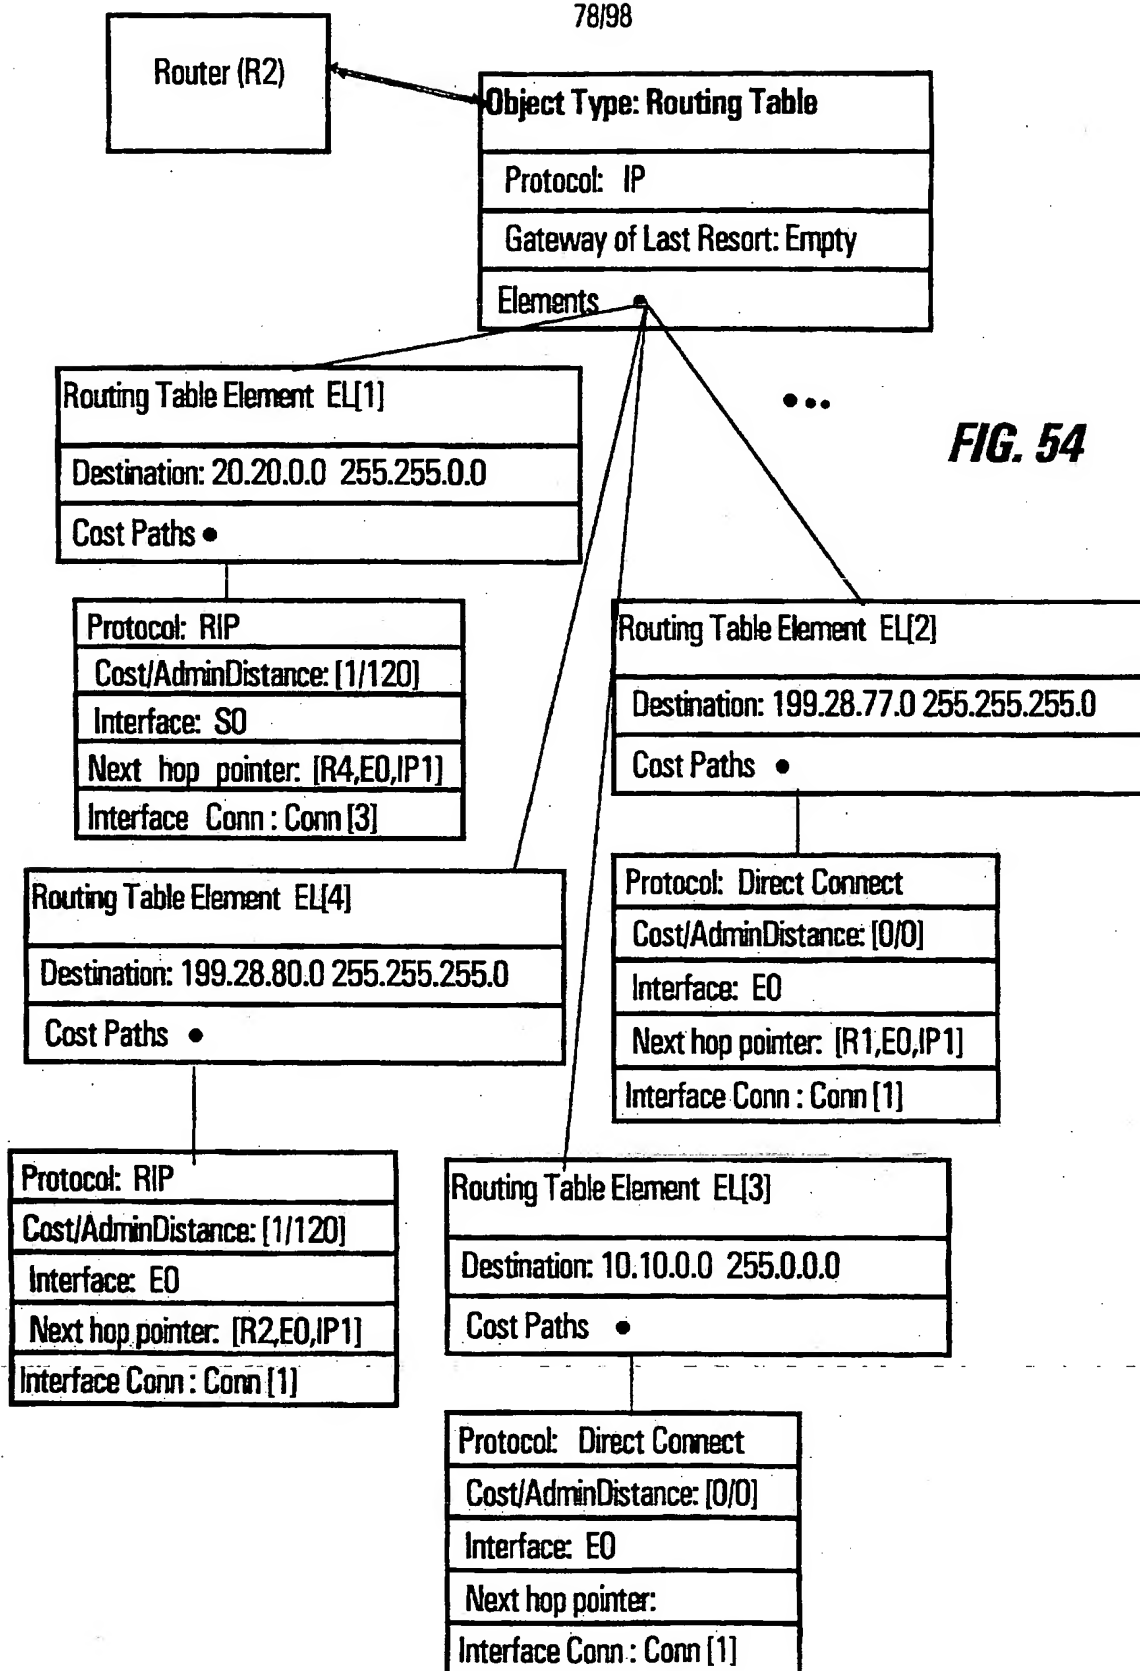 78/98
Router (R2)
Object Type: Routing Table
Protocol: IP
Gateway of Last Resort: Empty
Elements
FIG. 54
Routing Table Element EL[1]
Destination: 20.20.0.0 255.255.0.0
Cost Paths
Protocol: RIP
Cost/AdminDistance: [1/120]
Interface: S0
Next hop pointer: [R4,E0,IP1]
Interface Conn : Conn [3]
Routing Table Element EL[2]
Destination: 199.28.77.0 255.255.255.0
Cost Paths
Protocol: Direct Connect
Cost/AdminDistance: [0/0]
Interface: E0
Next hop pointer: [R1,E0,IP1]
Interface Conn : Conn [1]
Routing Table Element EL[4]
Destination: 199.28.80.0 255.255.255.0
Cost Paths
Protocol: RIP
Cost/AdminDistance: [1/120]
Interface: E0
Next hop pointer: [R2,E0,IP1]
Interface Conn : Conn [1]
Routing Table Element EL[3]
Destination: 10.10.0.0 255.0.0.0
Cost Paths
Protocol: Direct Connect
Cost/AdminDistance: [0/0]
Interface: E0
Next hop pointer:
Interface Conn : Conn [1]